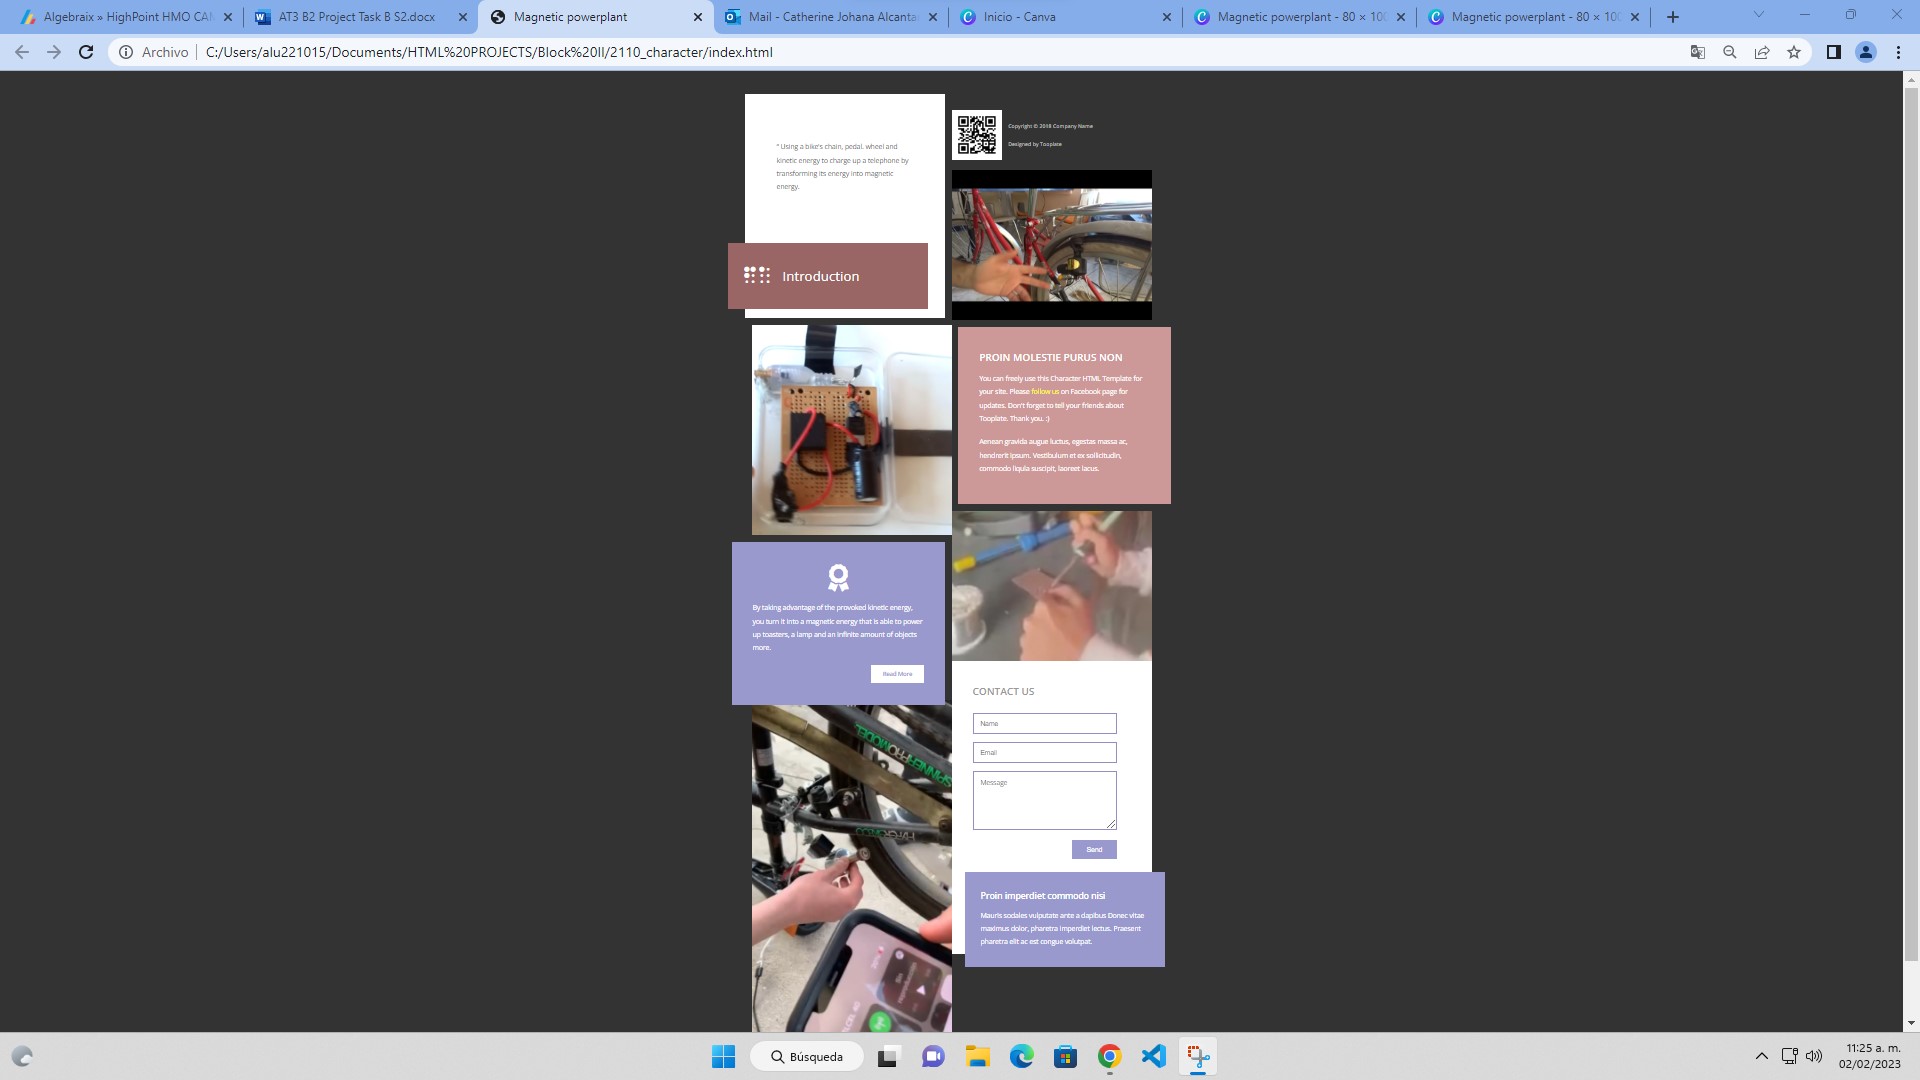 Algebraix » HighPoint HMO CAM
AT3 B2 Project Task B S2.docx
Magnetic powerplant
Mail - Catherine Johana Alcanta
Inicio - Canva
Magnetic powerplant - 80 × 100
Magnetic powerplant - 80 × 100
Archivo
C:/Users/alu221015/Documents/HTML%20PROJECTS/Block%20II/2110_character/index.html
" Using a bike's chain, pedal. wheel and
kinetic energy to charge up a telephone by
transforming its energy into magnetic
energy.
Introduction
By taking advantage of the provoked kinetic energy,
you turn it into a magnetic energy that is able to power
up toasters, a lamp and an infinite amount of objects
more.
Read More
Copyright © 2018 Company Name
Designed by Tooplate
PROIN MOLESTIE PURUS NON
You can freely use this Character HTML Template for
your site. Please follow us on Facebook page for
updates. Don't forget to tell your friends about
Tooplate. Thank you. :)
Aenean gravida augue luctus, egestas massa ac,
hendrerit ipsum. Vestibulum et ex sollicitudin,
commodo liqula suscipit, laoreet lacus.
CONTACT US
Name
Email
Message
Send
Proin imperdiet commodo nisi
Mauris sodales vulputate ante a dapibus Donec vitae
maximus dolor, pharetra imperdiet lectus. Praesent
pharetra elit ac est congue volutpat.
Búsqueda
11:25 a. m.
02/02/2023